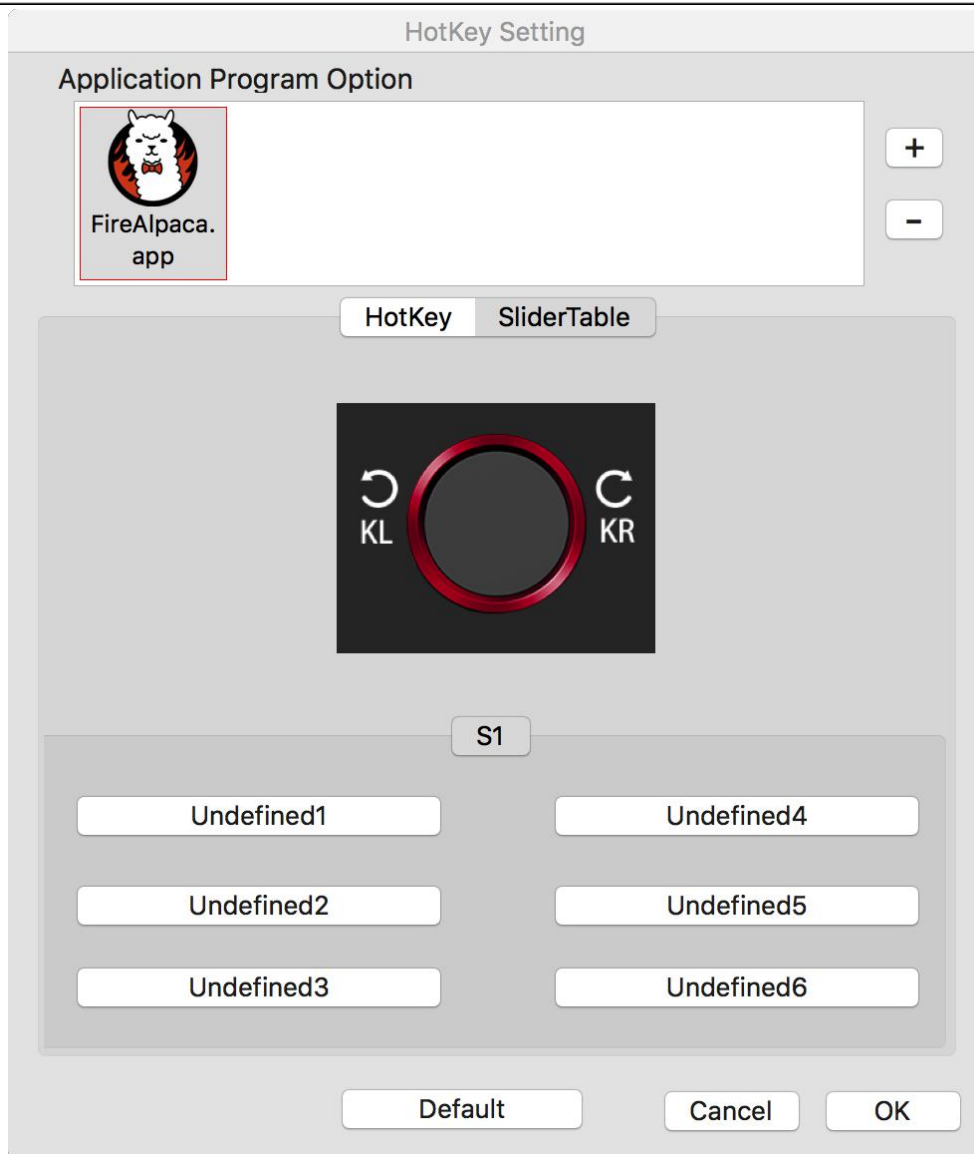 HotKey Setting
Application Program Option
FireAlpaca.
app
+
-
HotKey SliderTable
KL KR
S1
Undefined1 Undefined4
Undefined2 Undefined5
Undefined3 Undefined6
Default Cancel OK